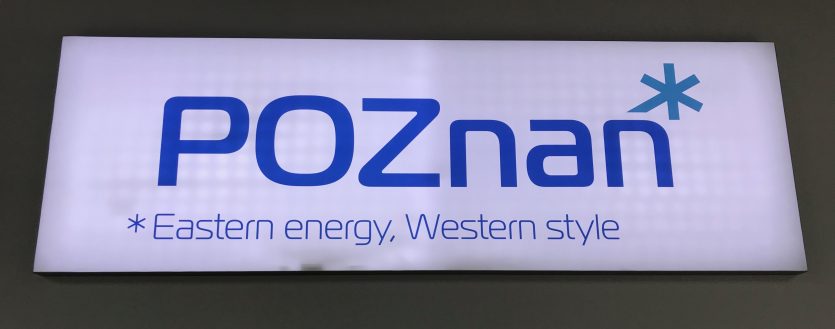 POZnan*
*Eastern energy, Western style